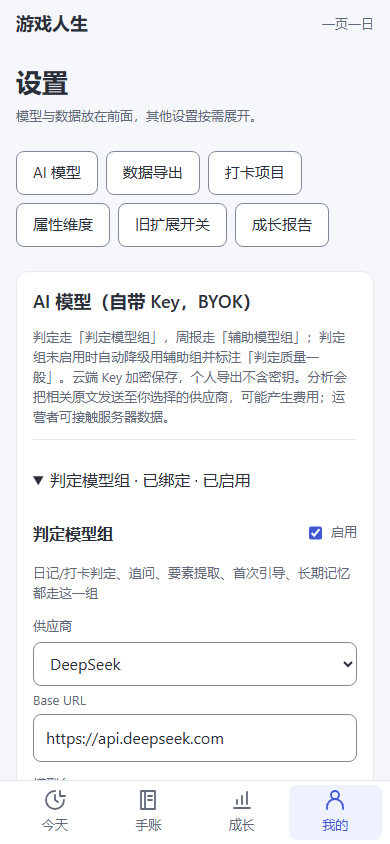 游戏人生
一页一日
设置
模型与数据放在前面，其他设置按需展开。
AI 模型
数据导出
打卡项目
属性维度
旧扩展开关
成长报告
AI 模型（自带 Key，BYOK）
判定走「判定模型组」，周报走「辅助模型组」；判定
组未启用时自动降级用辅助组并标注「判定质量一
般」。云端 Key 加密保存，个人导出不含密钥。分析会
把相关原文发送至你选择的供应商，可能产生费用；运
营者可接触服务器数据。
▼ 判定模型组 · 已绑定 · 已启用
判定模型组
启用
日记/打卡判定、追问、要素提取、首次引导、长期记忆
都走这一组
供应商
DeepSeek
Base URL
https://api.deepseek.com
今天
手账
成长
我的